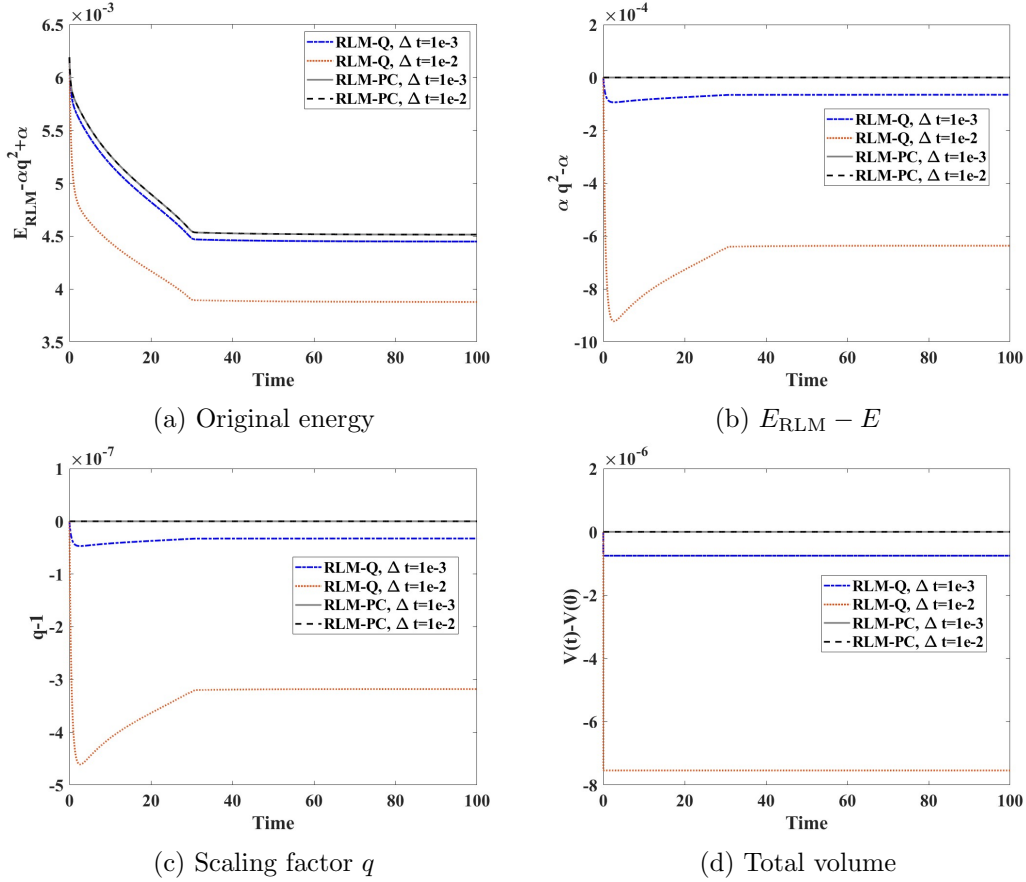 ×10⁻³
6.5
6
5.5
5
4.5
4
3.5
E_RLM-αq²+α
0 20 40 60 80 100
Time
RLM-Q, Δ t=1e-3
RLM-Q, Δ t=1e-2
RLM-PC, Δ t=1e-3
RLM-PC, Δ t=1e-2
(a) Original energy
×10⁻⁴
2
0
-2
-4
-6
-8
-10
α q²-α
0 20 40 60 80 100
Time
RLM-Q, Δ t=1e-3
RLM-Q, Δ t=1e-2
RLM-PC, Δ t=1e-3
RLM-PC, Δ t=1e-2
(b) E_RLM − E
×10⁻⁷
1
0
-1
-2
-3
-4
-5
q-1
0 20 40 60 80 100
Time
RLM-Q, Δ t=1e-3
RLM-Q, Δ t=1e-2
RLM-PC, Δ t=1e-3
RLM-PC, Δ t=1e-2
(c) Scaling factor q
×10⁻⁶
2
0
-2
-4
-6
-8
V(t)-V(0)
0 20 40 60 80 100
Time
RLM-Q, Δ t=1e-3
RLM-Q, Δ t=1e-2
RLM-PC, Δ t=1e-3
RLM-PC, Δ t=1e-2
(d) Total volume